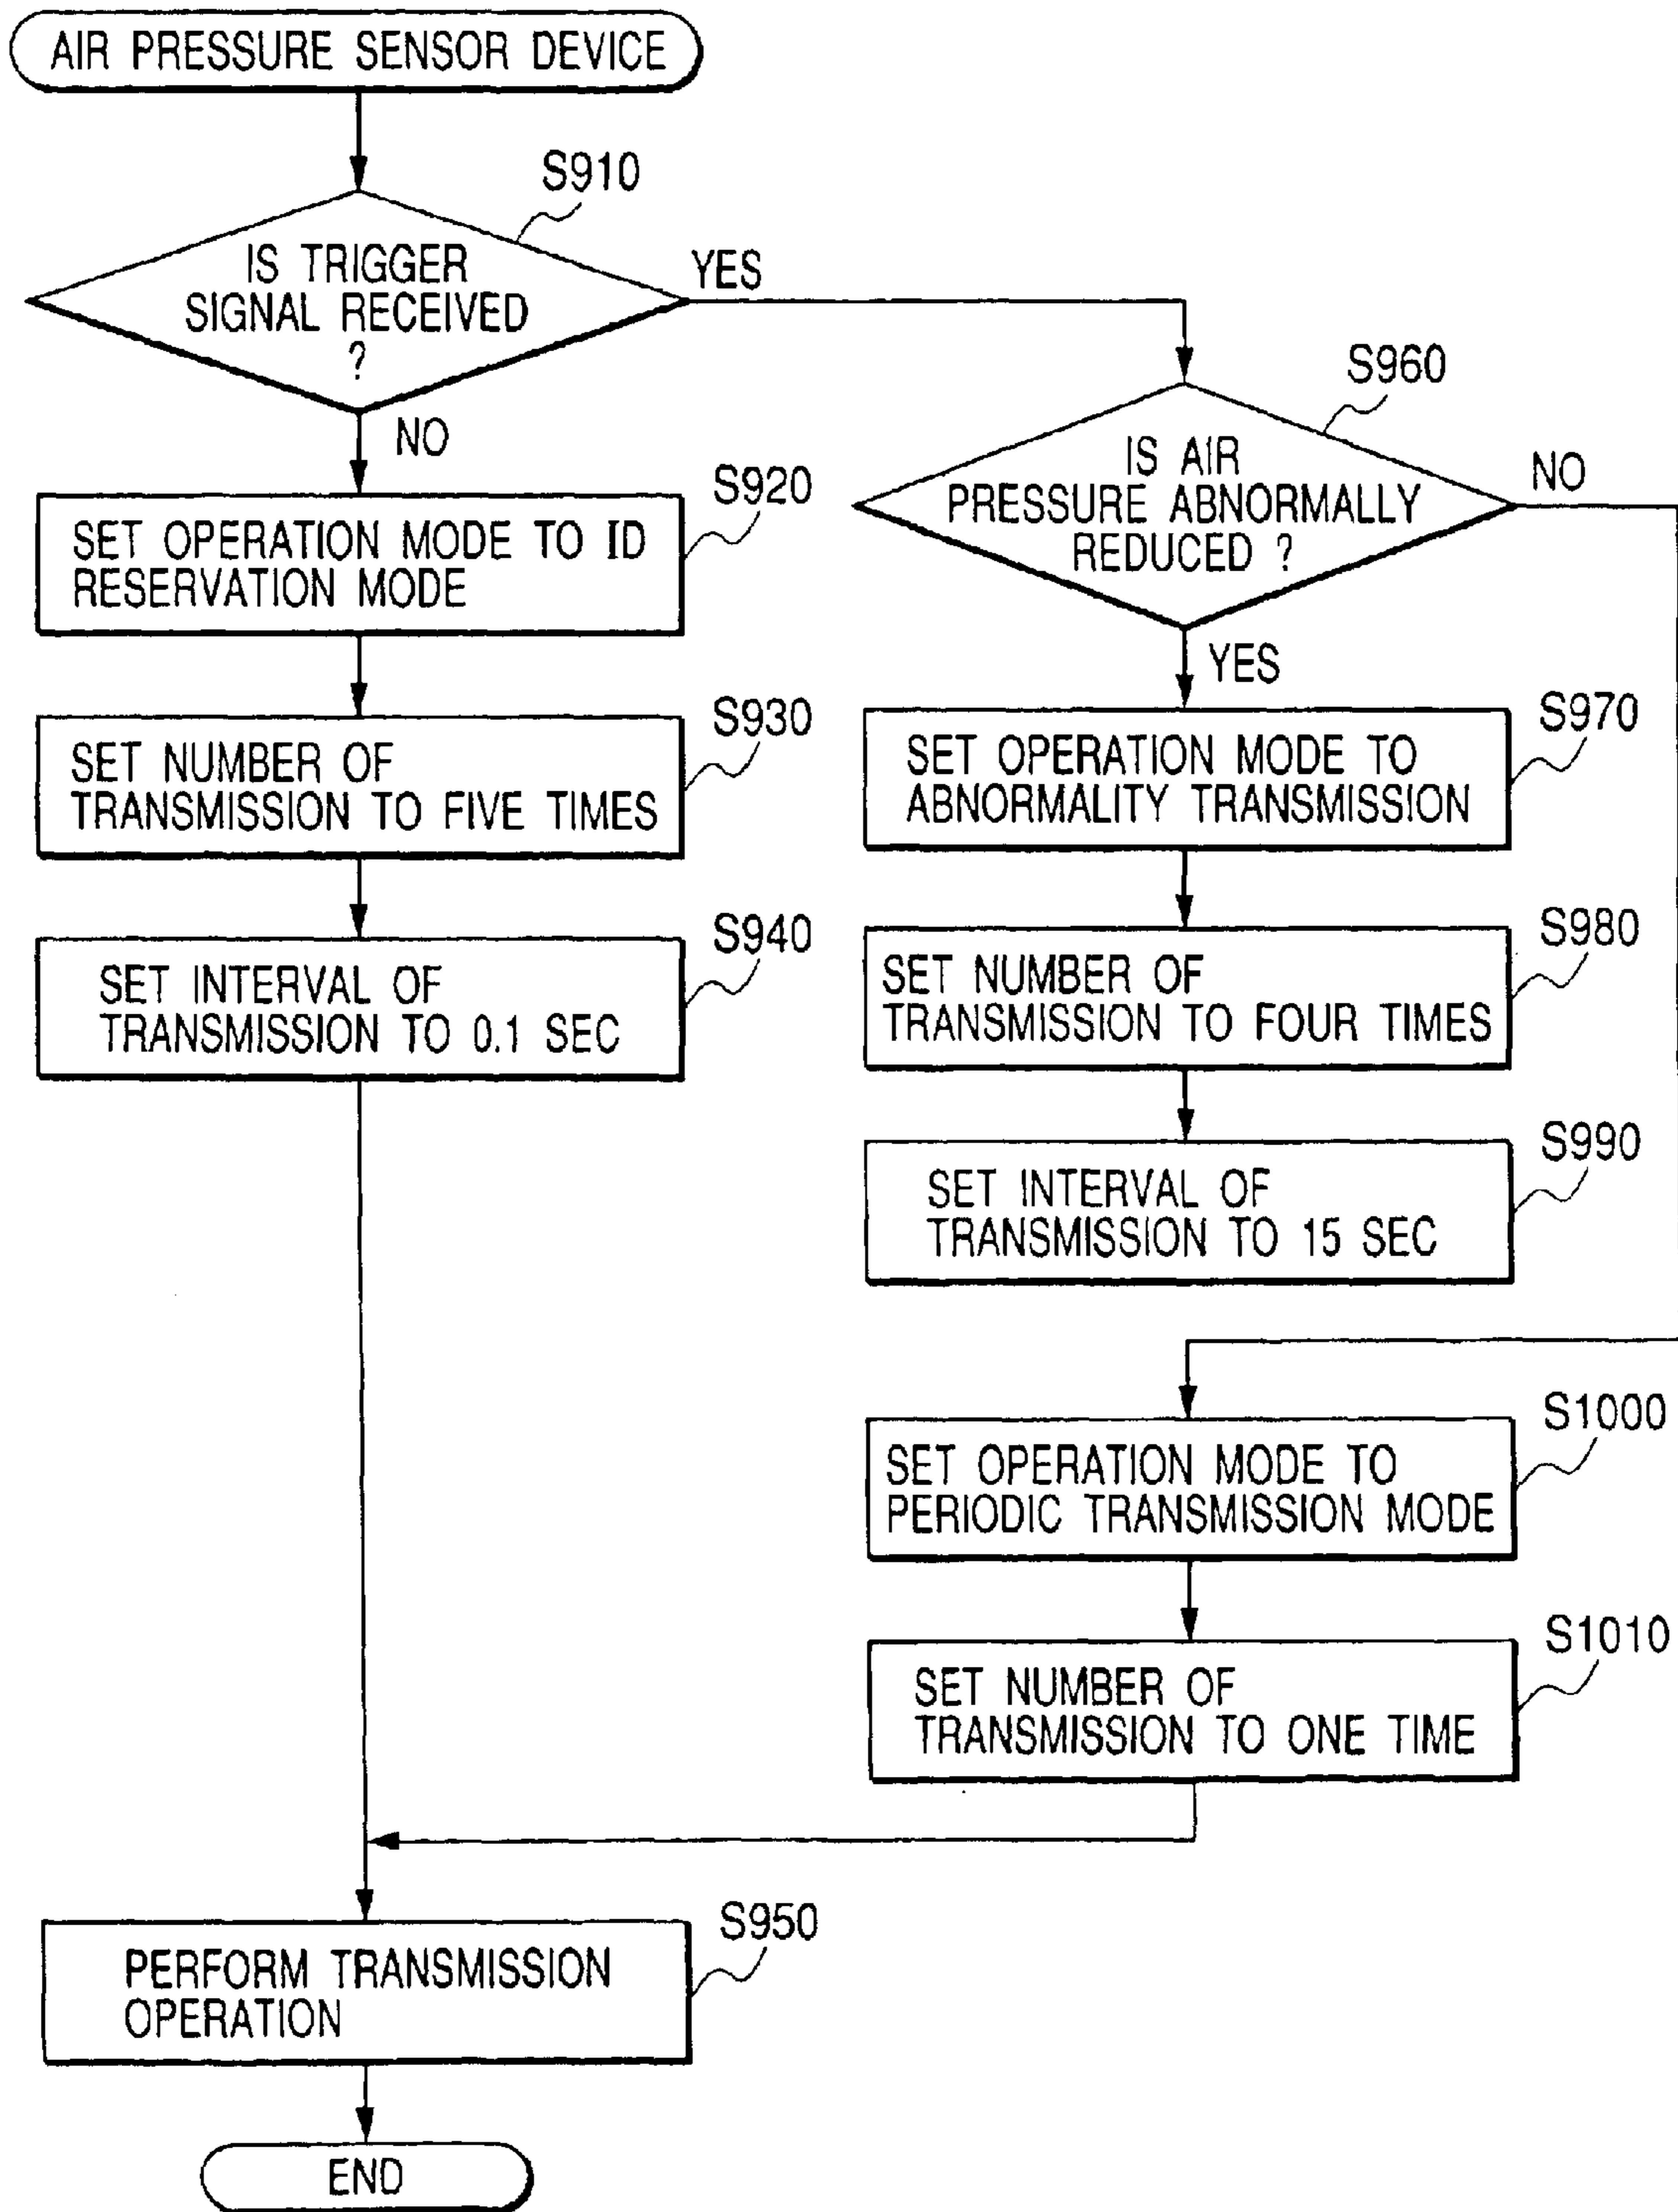 AIR PRESSURE SENSOR DEVICE
S910
IS TRIGGER
SIGNAL RECEIVED
?
YES
NO
S920
SET OPERATION MODE TO ID
RESERVATION MODE
S930
SET NUMBER OF
TRANSMISSION TO FIVE TIMES
S940
SET INTERVAL OF
TRANSMISSION TO 0.1 SEC
S960
IS AIR
PRESSURE ABNORMALLY
REDUCED ?
NO
YES
S970
SET OPERATION MODE TO
ABNORMALITY TRANSMISSION
S980
SET NUMBER OF
TRANSMISSION TO FOUR TIMES
S990
SET INTERVAL OF
TRANSMISSION TO 15 SEC
S1000
SET OPERATION MODE TO
PERIODIC TRANSMISSION MODE
S1010
SET NUMBER OF
TRANSMISSION TO ONE TIME
S950
PERFORM TRANSMISSION
OPERATION
END